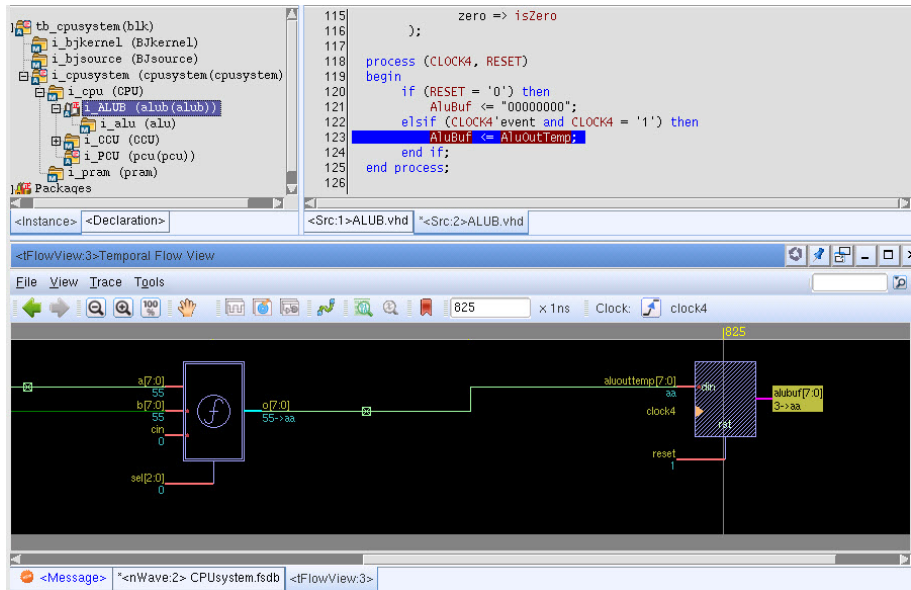 tb_cpusystem(blk)
i_bjkernel (BJkernel)
i_bjsource (BJsource)
i_cpusystem (cpusystem(cpusystem)
i_cpu (CPU)
i_ALUB (alub(alub))
i_alu (alu)
i_CCU (CCU)
i_PCU (pcu(pcu))
i_pram (pram)
Packages
<Instance> <Declaration>
115 zero => isZero
116 );
117
118 process (CLOCK4, RESET)
119 begin
120 if (RESET = '0') then
121 AluBuf <= "00000000";
122 elsif (CLOCK4'event and CLOCK4 = '1') then
123 AluBuf <= AluOutTemp;
124 end if;
125 end process;
126
<Src:1>ALUB.vhd *<Src:2>ALUB.vhd
<tFlowView:3>Temporal Flow View
File View Trace Tools
100 % 825 x 1ns Clock: clock4
825
a[7:0]
55
b[7:0]
55
cin
0
sel[2:0]
0
f
o[7:0]
55->aa
aluouttemp[7:0]
aa
clock4
reset
1
din
rst
alubuf[7:0]
3->aa
<Message> *<nWave:2> CPUsystem.fsdb <tFlowView:3>